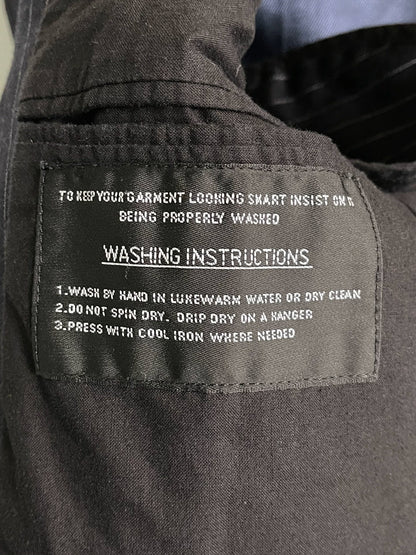 TO KEEP YOUR GARMENT LOOKING SMART INSIST ON IT
BEING PROPERLY WASHED
WASHING INSTRUCTIONS
1.WASH BY HAND IN LUKEWARM WATER OR DRY CLEAN
2.DO NOT SPIN DRY. DRIP DRY ON A HANGER
3.PRESS WITH COOL IRON WHERE NEEDED